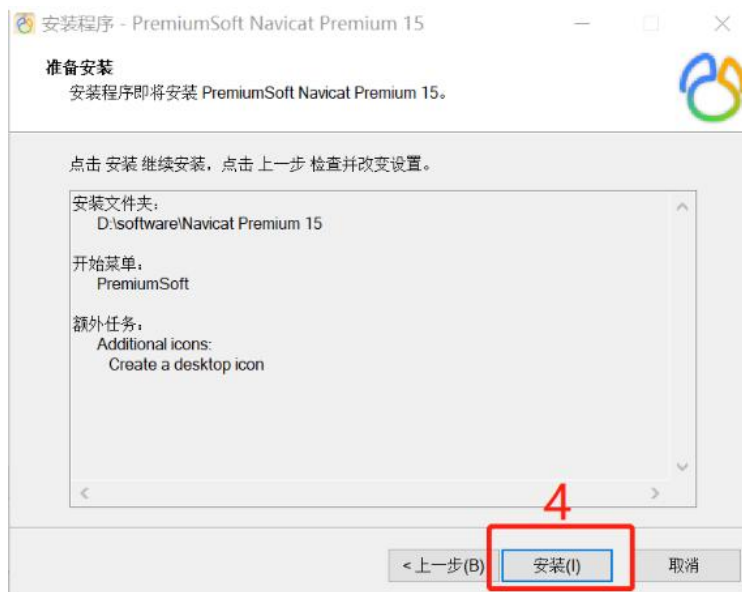 安装程序 - PremiumSoft Navicat Premium 15
准备安装
安装程序即将安装 PremiumSoft Navicat Premium 15。
点击 安装 继续安装，点击 上一步 检查并改变设置。
安装文件夹：
D:\software\Navicat Premium 15
开始菜单：
PremiumSoft
额外任务：
Additional icons:
Create a desktop icon
4
<上一步(B)
安装(I)
取消